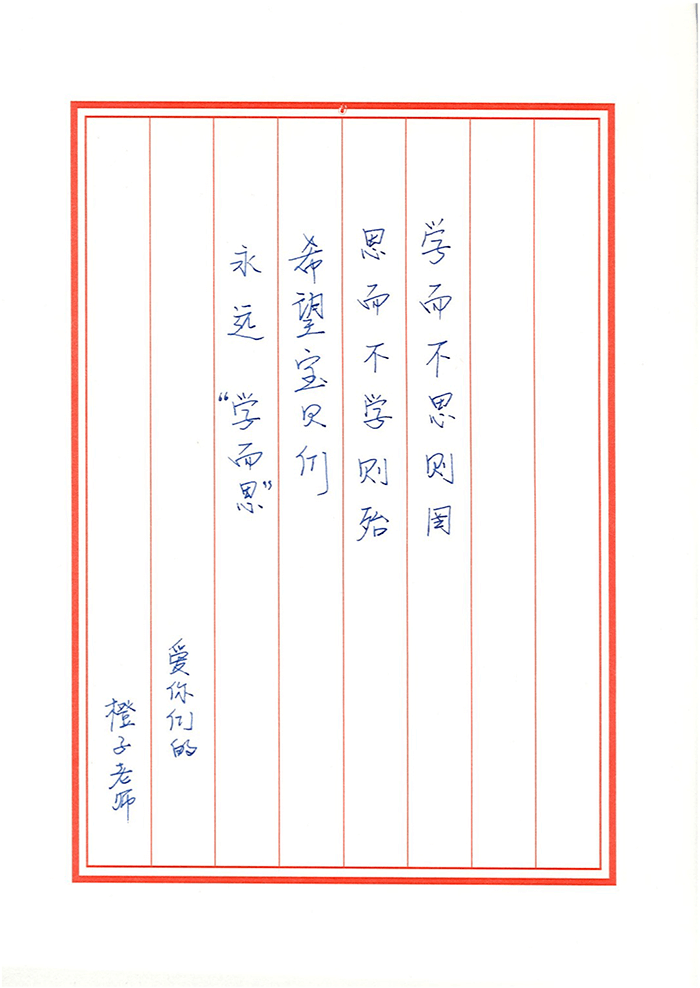 学而不思则罔
思而不学则殆
希望宝贝们
永远“学而思”
爱你们的
橙子老师